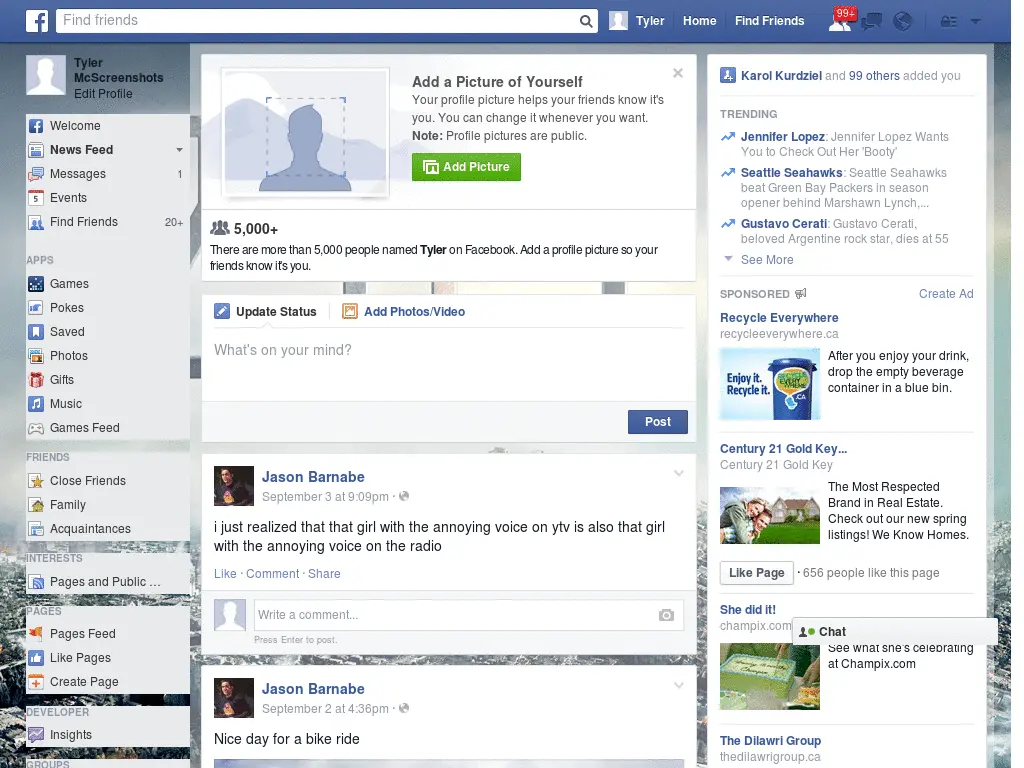 Find friends
Tyler
Home
Find Friends
99+
Tyler
McScreenshots
Edit Profile
Welcome
News Feed
Messages 1
5 Events
Find Friends 20+
APPS
Games
Pokes
Saved
Photos
Gifts
Music
Games Feed
FRIENDS
Close Friends
Family
Acquaintances
INTERESTS
Pages and Public ...
PAGES
Pages Feed
Like Pages
Create Page
DEVELOPER
Insights
GROUPS
Add a Picture of Yourself
Your profile picture helps your friends know it's
you. You can change it whenever you want.
Note: Profile pictures are public.
Add Picture
5,000+
There are more than 5,000 people named Tyler on Facebook. Add a profile picture so your
friends know it's you.
Update Status
Add Photos/Video
What's on your mind?
Post
Jason Barnabe
September 3 at 9:09pm ·
i just realized that that girl with the annoying voice on ytv is also that girl
with the annoying voice on the radio
Like · Comment · Share
Write a comment...
Press Enter to post.
Jason Barnabe
September 2 at 4:36pm ·
Nice day for a bike ride
Karol Kurdziel and 99 others added you
TRENDING
Jennifer Lopez: Jennifer Lopez Wants
You to Check Out Her 'Booty'
Seattle Seahawks: Seattle Seahawks
beat Green Bay Packers in season
opener behind Marshawn Lynch,...
Gustavo Cerati: Gustavo Cerati,
beloved Argentine rock star, dies at 55
See More
SPONSORED
Create Ad
Recycle Everywhere
recycleeverywhere.ca
Enjoy it.
Recycle it.
RECYCLE
EVERY
WHERE
.CA
After you enjoy your drink,
drop the empty beverage
container in a blue bin.
Century 21 Gold Key...
Century 21 Gold Key
The Most Respected
Brand in Real Estate.
Check out our new spring
listings! We Know Homes.
Like Page · 656 people like this page
She did it!
champix.com
Chat
See what she's celebrating
at Champix.com
The Dilawri Group
thedilawrigroup.ca